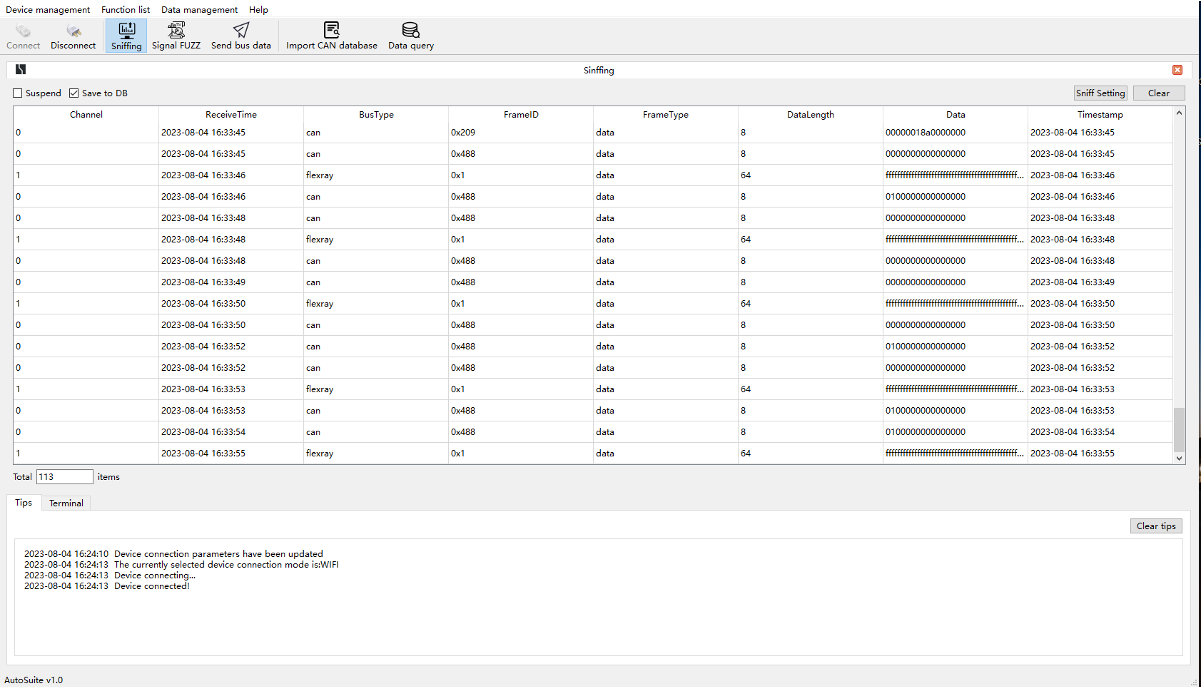 Device management Function list Data management Help
Connect Disconnect Sniffing Signal FUZZ Send bus data Import CAN database Data query
Sinffing
Suspend Save to DB Sniff Setting Clear
Channel ReceiveTime BusType FrameID FrameType DataLength Data Timestamp
0 2023-08-04 16:33:45 can 0x209 data 8 00000018a0000000 2023-08-04 16:33:45
0 2023-08-04 16:33:45 can 0x488 data 8 0000000000000000 2023-08-04 16:33:45
1 2023-08-04 16:33:46 flexray 0x1 data 64 2023-08-04 16:33:46
0 2023-08-04 16:33:46 can 0x488 data 8 0100000000000000 2023-08-04 16:33:46
0 2023-08-04 16:33:48 can 0x488 data 8 0000000000000000 2023-08-04 16:33:48
1 2023-08-04 16:33:48 flexray 0x1 data 64 2023-08-04 16:33:48
0 2023-08-04 16:33:48 can 0x488 data 8 0000000000000000 2023-08-04 16:33:48
0 2023-08-04 16:33:49 can 0x488 data 8 0000000000000000 2023-08-04 16:33:49
1 2023-08-04 16:33:50 flexray 0x1 data 64 2023-08-04 16:33:50
0 2023-08-04 16:33:50 can 0x488 data 8 0000000000000000 2023-08-04 16:33:50
0 2023-08-04 16:33:52 can 0x488 data 8 0100000000000000 2023-08-04 16:33:52
0 2023-08-04 16:33:52 can 0x488 data 8 0000000000000000 2023-08-04 16:33:52
1 2023-08-04 16:33:53 flexray 0x1 data 64 2023-08-04 16:33:53
0 2023-08-04 16:33:53 can 0x488 data 8 0100000000000000 2023-08-04 16:33:53
0 2023-08-04 16:33:54 can 0x488 data 8 0100000000000000 2023-08-04 16:33:54
1 2023-08-04 16:33:55 flexray 0x1 data 64 2023-08-04 16:33:55
Total 113 items
Tips Terminal
Clear tips
2023-08-04 16:24:10 Device connection parameters have been updated
2023-08-04 16:24:13 The currently selected device connection mode is:WIFI
2023-08-04 16:24:13 Device connecting...
2023-08-04 16:24:13 Device connected!
AutoSuite v1.0